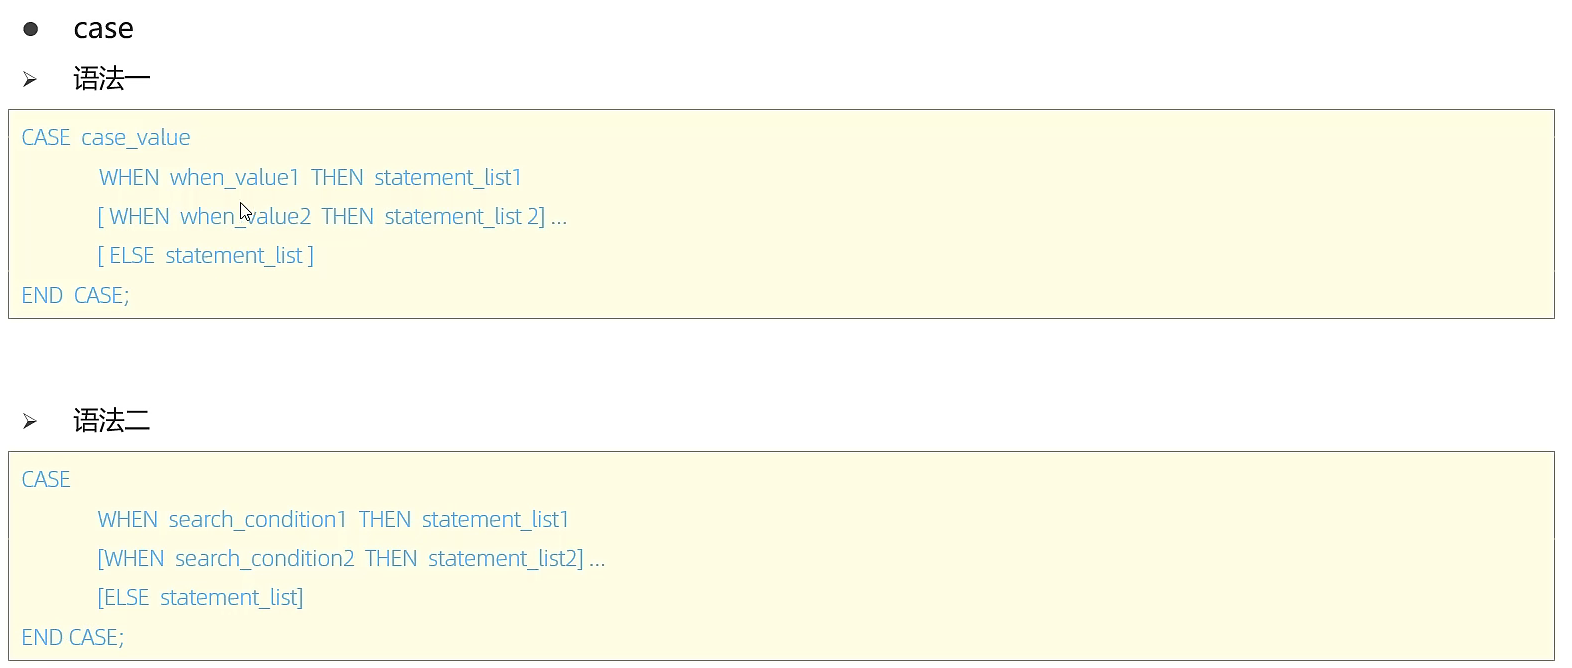 case
语法一
CASE case_value
WHEN when_value1 THEN statement_list1
[ WHEN when_value2 THEN statement_list 2] ...
[ ELSE statement_list ]
END CASE;
语法二
CASE
WHEN search_condition1 THEN statement_list1
[WHEN search_condition2 THEN statement_list2] ...
[ELSE statement_list]
END CASE;